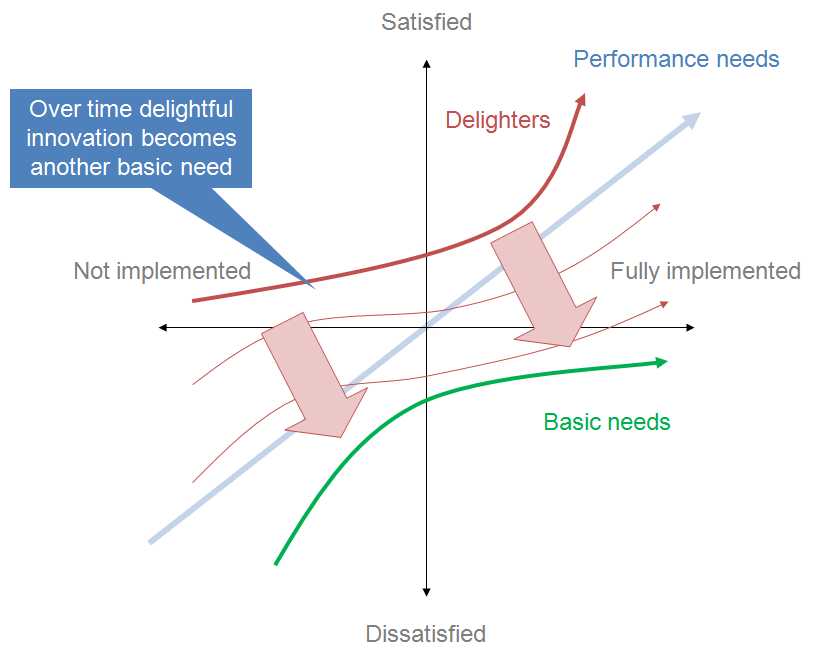 Satisfied
Performance needs
Over time delightful
innovation becomes
another basic need
Delighters
Not implemented
Fully implemented
Basic needs
Dissatisfied